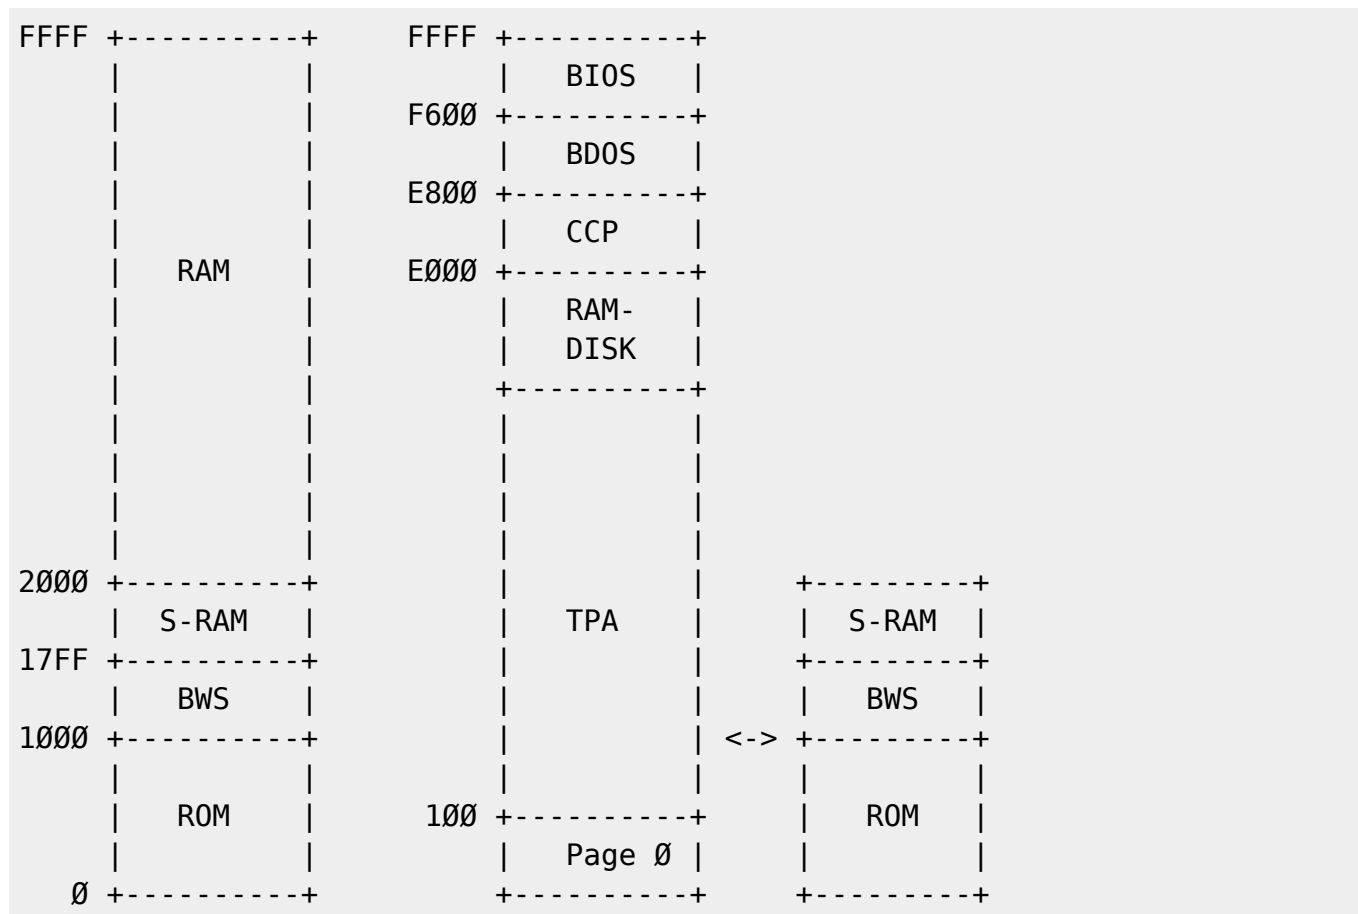 FFFF +----------+     FFFF +----------+
     |          |          |   BIOS   |
     |          |     F6ØØ +----------+
     |          |          |   BDOS   |
     |          |     E8ØØ +----------+
     |          |          |   CCP    |
     |   RAM    |     EØØØ +----------+
     |          |          |   RAM-   |
     |          |          |   DISK   |
     |          |          +----------+
     |          |          |          |
     |          |          |          |
     |          |          |          |
     |          |          |          |
2ØØØ +----------+          |          |     +---------+
     |  S-RAM   |          |   TPA    |     |  S-RAM  |
17FF +----------+          |          |     +---------+
     |   BWS    |          |          |     |   BWS   |
1ØØØ +----------+          |          | <-> +---------+
     |          |          |          |     |         |
     |   ROM    |      1ØØ +----------+     |   ROM   |
     |          |          |   Page Ø |     |         |
   Ø +----------+          +----------+     +---------+